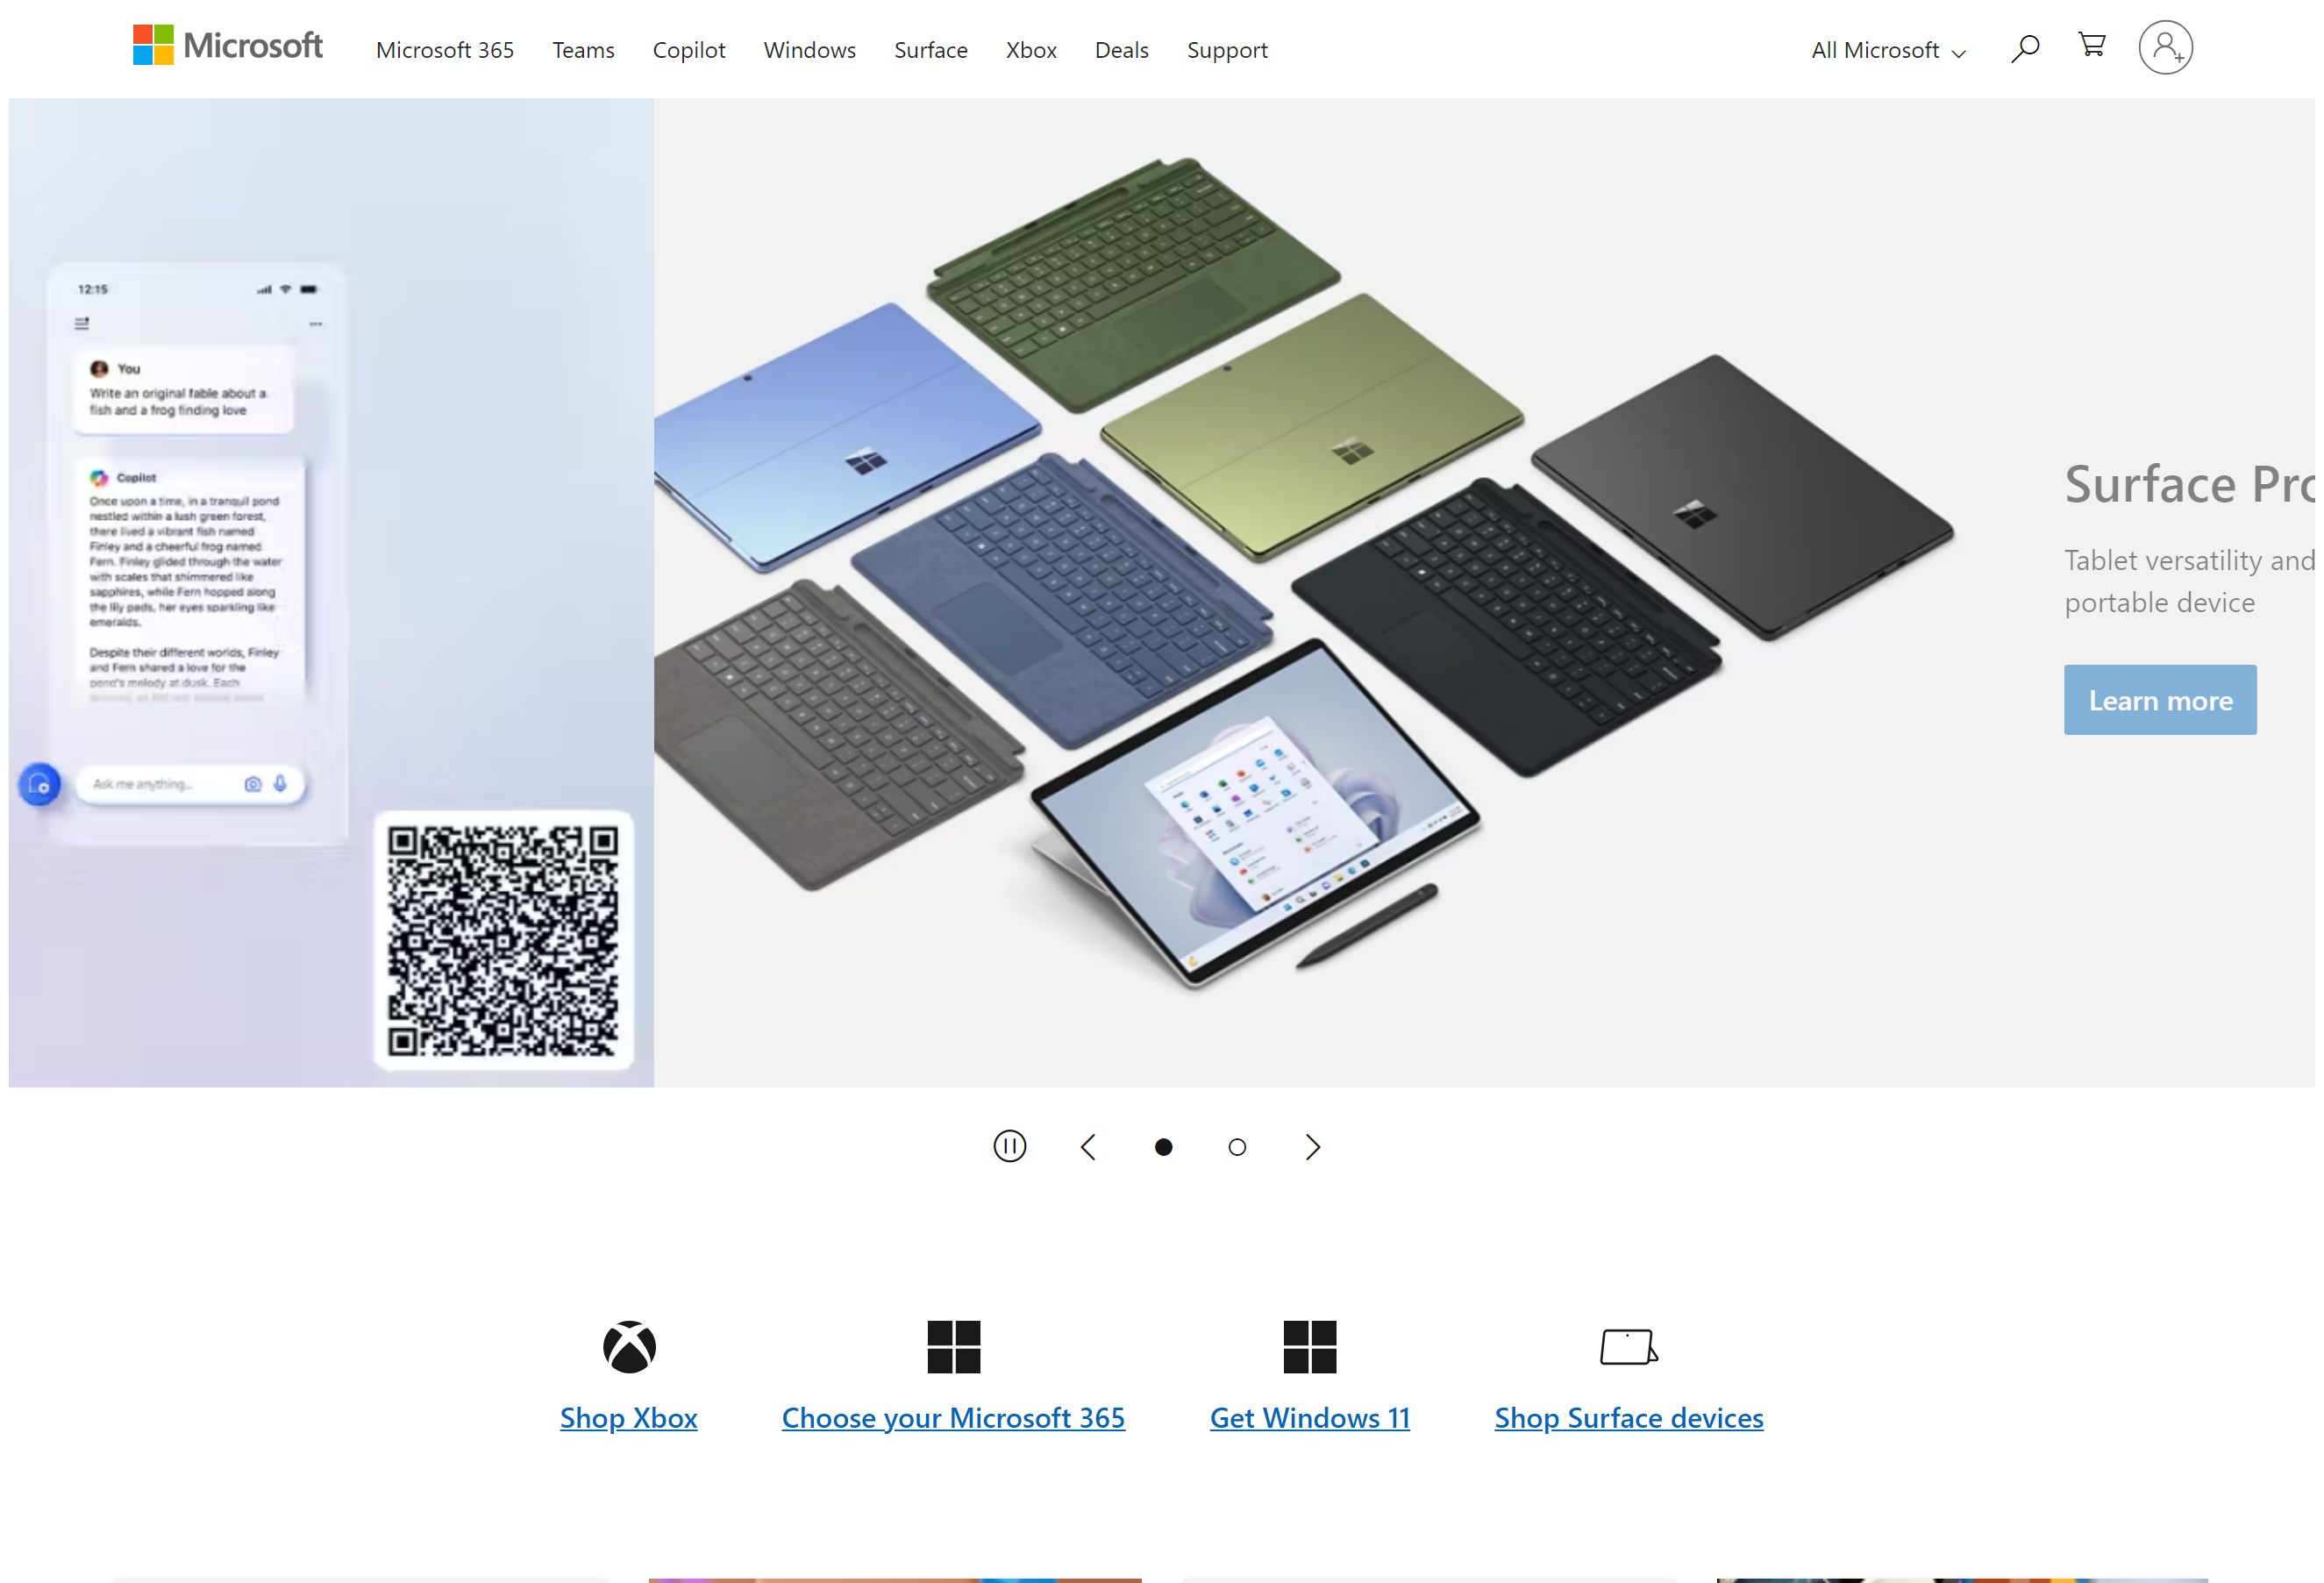 Microsoft
Microsoft 365
Teams
Copilot
Windows
Surface
Xbox
Deals
Support
All Microsoft
12:15
You
Write an original fable about a
fish and a frog finding love
Copilot
Once upon a time, in a tranquil pond
nestled within a lush green forest,
there lived a vibrant fish named
Finley and a cheerful frog named
Fern. Finley glided through the water
with scales that shimmered like
sapphires, while Fern hopped along
the lily pads, her eyes sparkling like
emeralds.
Despite their different worlds, Finley
and Fern shared a love for the
pond's melody at dusk. Each
Ask me anything...
Surface Pro
Tablet versatility and
portable device
Learn more
Shop Xbox
Choose your Microsoft 365
Get Windows 11
Shop Surface devices